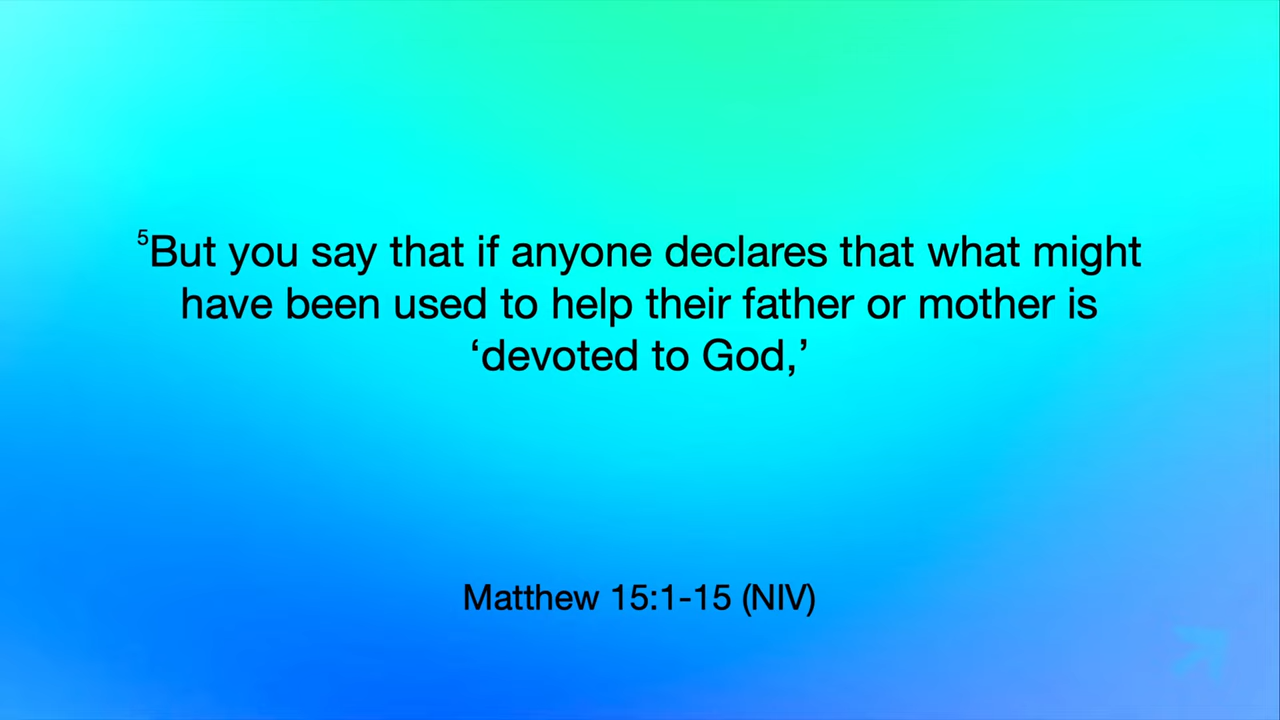 ⁵But you say that if anyone declares that what might
have been used to help their father or mother is
‘devoted to God,’
Matthew 15:1-15 (NIV)